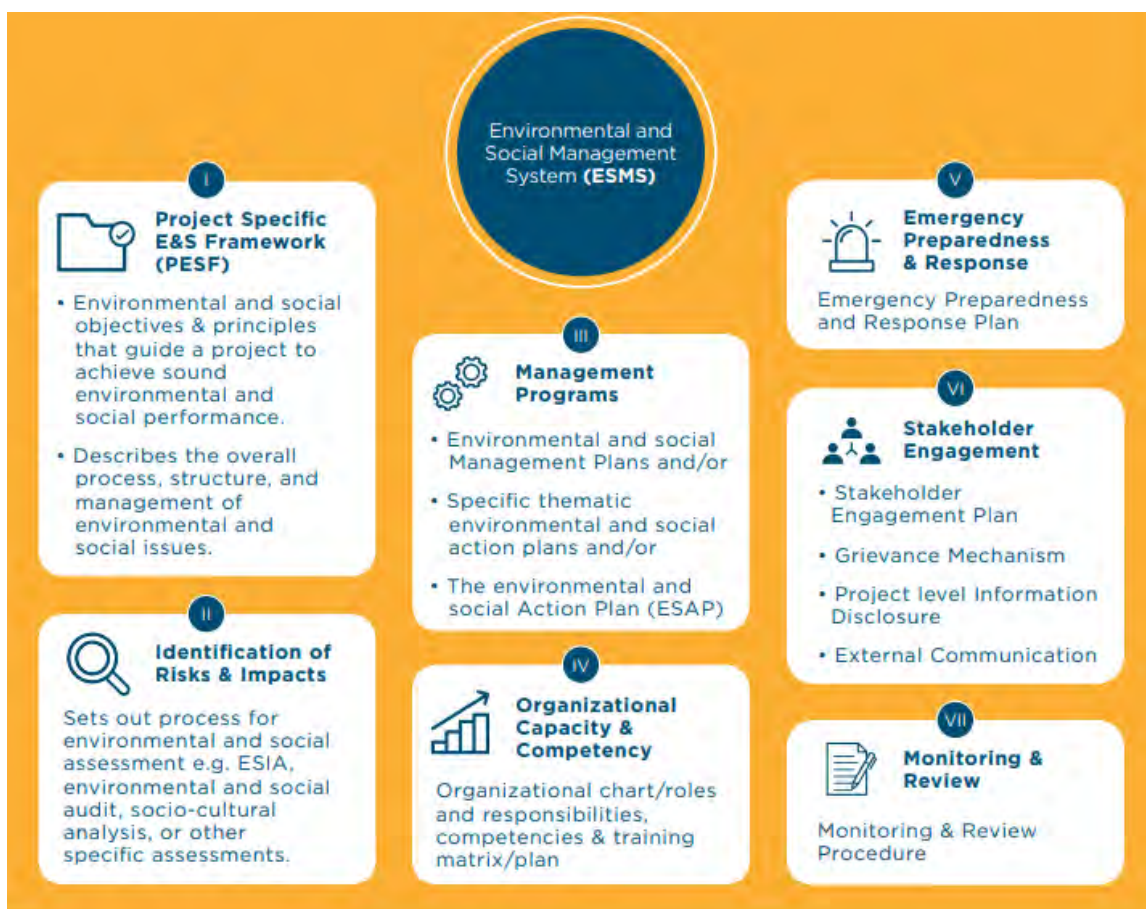 Environmental and
Social Management
System (ESMS)
I
Project Specific
E&S Framework
(PESF)
• Environmental and social
objectives & principles
that guide a project to
achieve sound
environmental and
social performance.
• Describes the overall
process, structure, and
management of
environmental and
social issues.
II
Identification of
Risks & Impacts
Sets out process for
environmental and social
assessment e.g. ESIA,
environmental and social
audit, socio-cultural
analysis, or other
specific assessments.
III
Management
Programs
• Environmental and social
Management Plans and/or
• Specific thematic
environmental and social
action plans and/or
• The environmental and
social Action Plan (ESAP)
IV
Organizational
Capacity &
Competency
Organizational chart/roles
and responsibilities,
competencies & training
matrix/plan
V
Emergency
Preparedness
& Response
Emergency Preparedness
and Response Plan
VI
Stakeholder
Engagement
• Stakeholder
Engagement Plan
• Grievance Mechanism
• Project level Information
Disclosure
• External Communication
VII
Monitoring &
Review
Monitoring & Review
Procedure